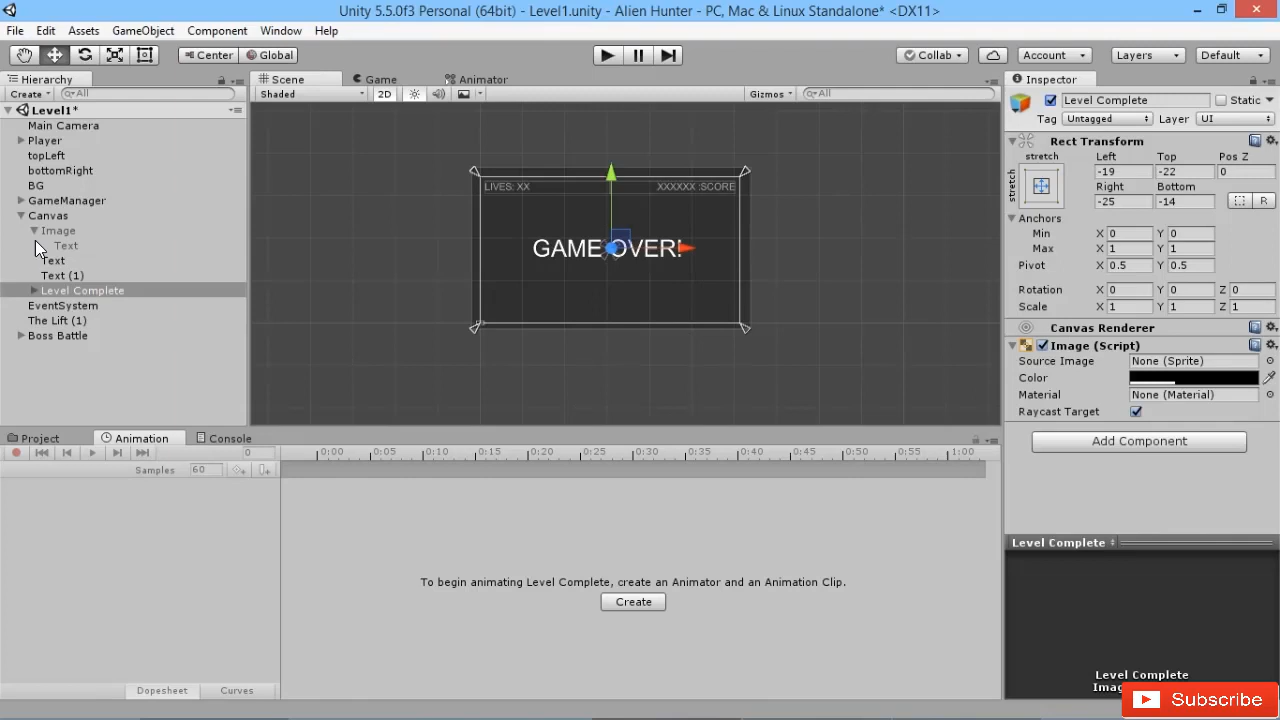 Unity 5.5.0f3 Personal (64bit) - Level1.unity - Alien Hunter - PC, Mac & Linux Standalone* <DX11>
File Edit Assets GameObject Component Window Help
Center Global Collab Account Layers Default
Hierarchy Scene Game Animator Inspector
Create All Shaded 2D Gizmos All Level Complete Static
Level1* Tag Untagged Layer UI
Main Camera
Player Rect Transform
topLeft stretch Left Top Pos Z
bottomRight stretch -19 -22 0
BG LIVES: XX XXXXXX :SCORE Right Bottom
GameManager -25 -14 R
Canvas Anchors
Image Min X 0 Y 0
Text GAME OVER! Max X 1 Y 1
Text Pivot X 0.5 Y 0.5
Text (1)
Level Complete Rotation X 0 Y 0 Z 0
EventSystem Scale X 1 Y 1 Z 1
The Lift (1) Canvas Renderer
Boss Battle Image (Script)
Source Image None (Sprite)
Color
Material None (Material)
Raycast Target
Project Animation Console Add Component
0 0:00 0:05 0:10 0:15 0:20 0:25 0:30 0:35 0:40 0:45 0:50 0:55 1:00
Samples 60
Level Complete
To begin animating Level Complete, create an Animator and an Animation Clip.
Create
Level Complete
Dopesheet Curves
Subscribe